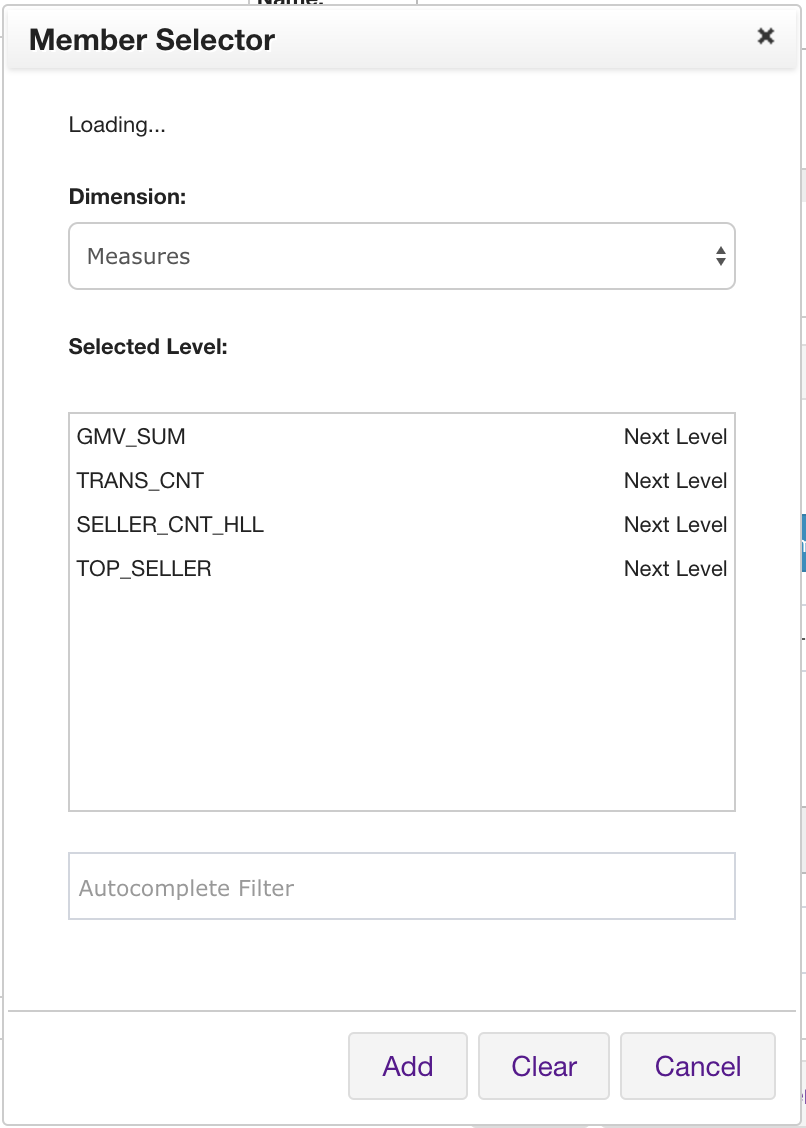 Name:
Member Selector
Loading...
Dimension:
Measures
Selected Level:
GMV_SUM Next Level
TRANS_CNT Next Level
SELLER_CNT_HLL Next Level
TOP_SELLER Next Level
Autocomplete Filter
Add Clear Cancel